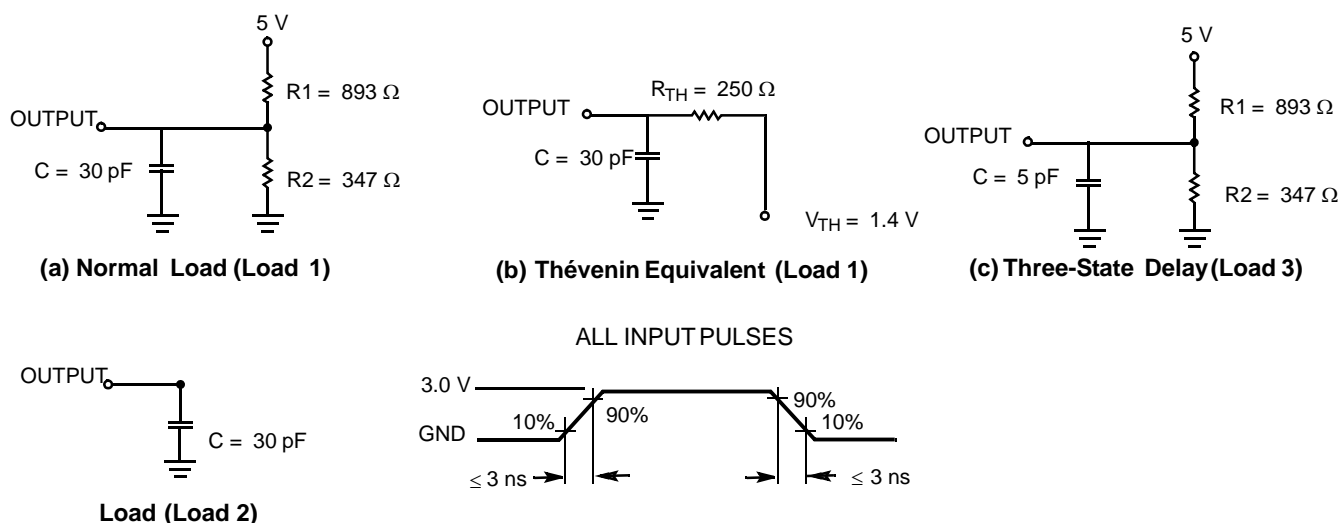 5 V
R1 = 893 Ω
OUTPUT
C = 30 pF
R2 = 347 Ω
(a) Normal Load (Load 1)
RTH = 250 Ω
OUTPUT
C = 30 pF
VTH = 1.4 V
(b) Thévenin Equivalent (Load 1)
5 V
R1 = 893 Ω
OUTPUT
C = 5 pF
R2 = 347 Ω
(c) Three-State Delay (Load 3)
OUTPUT
C = 30 pF
Load (Load 2)
ALL INPUT PULSES
3.0 V
90%
90%
10%
10%
GND
≤ 3 ns
≤ 3 ns